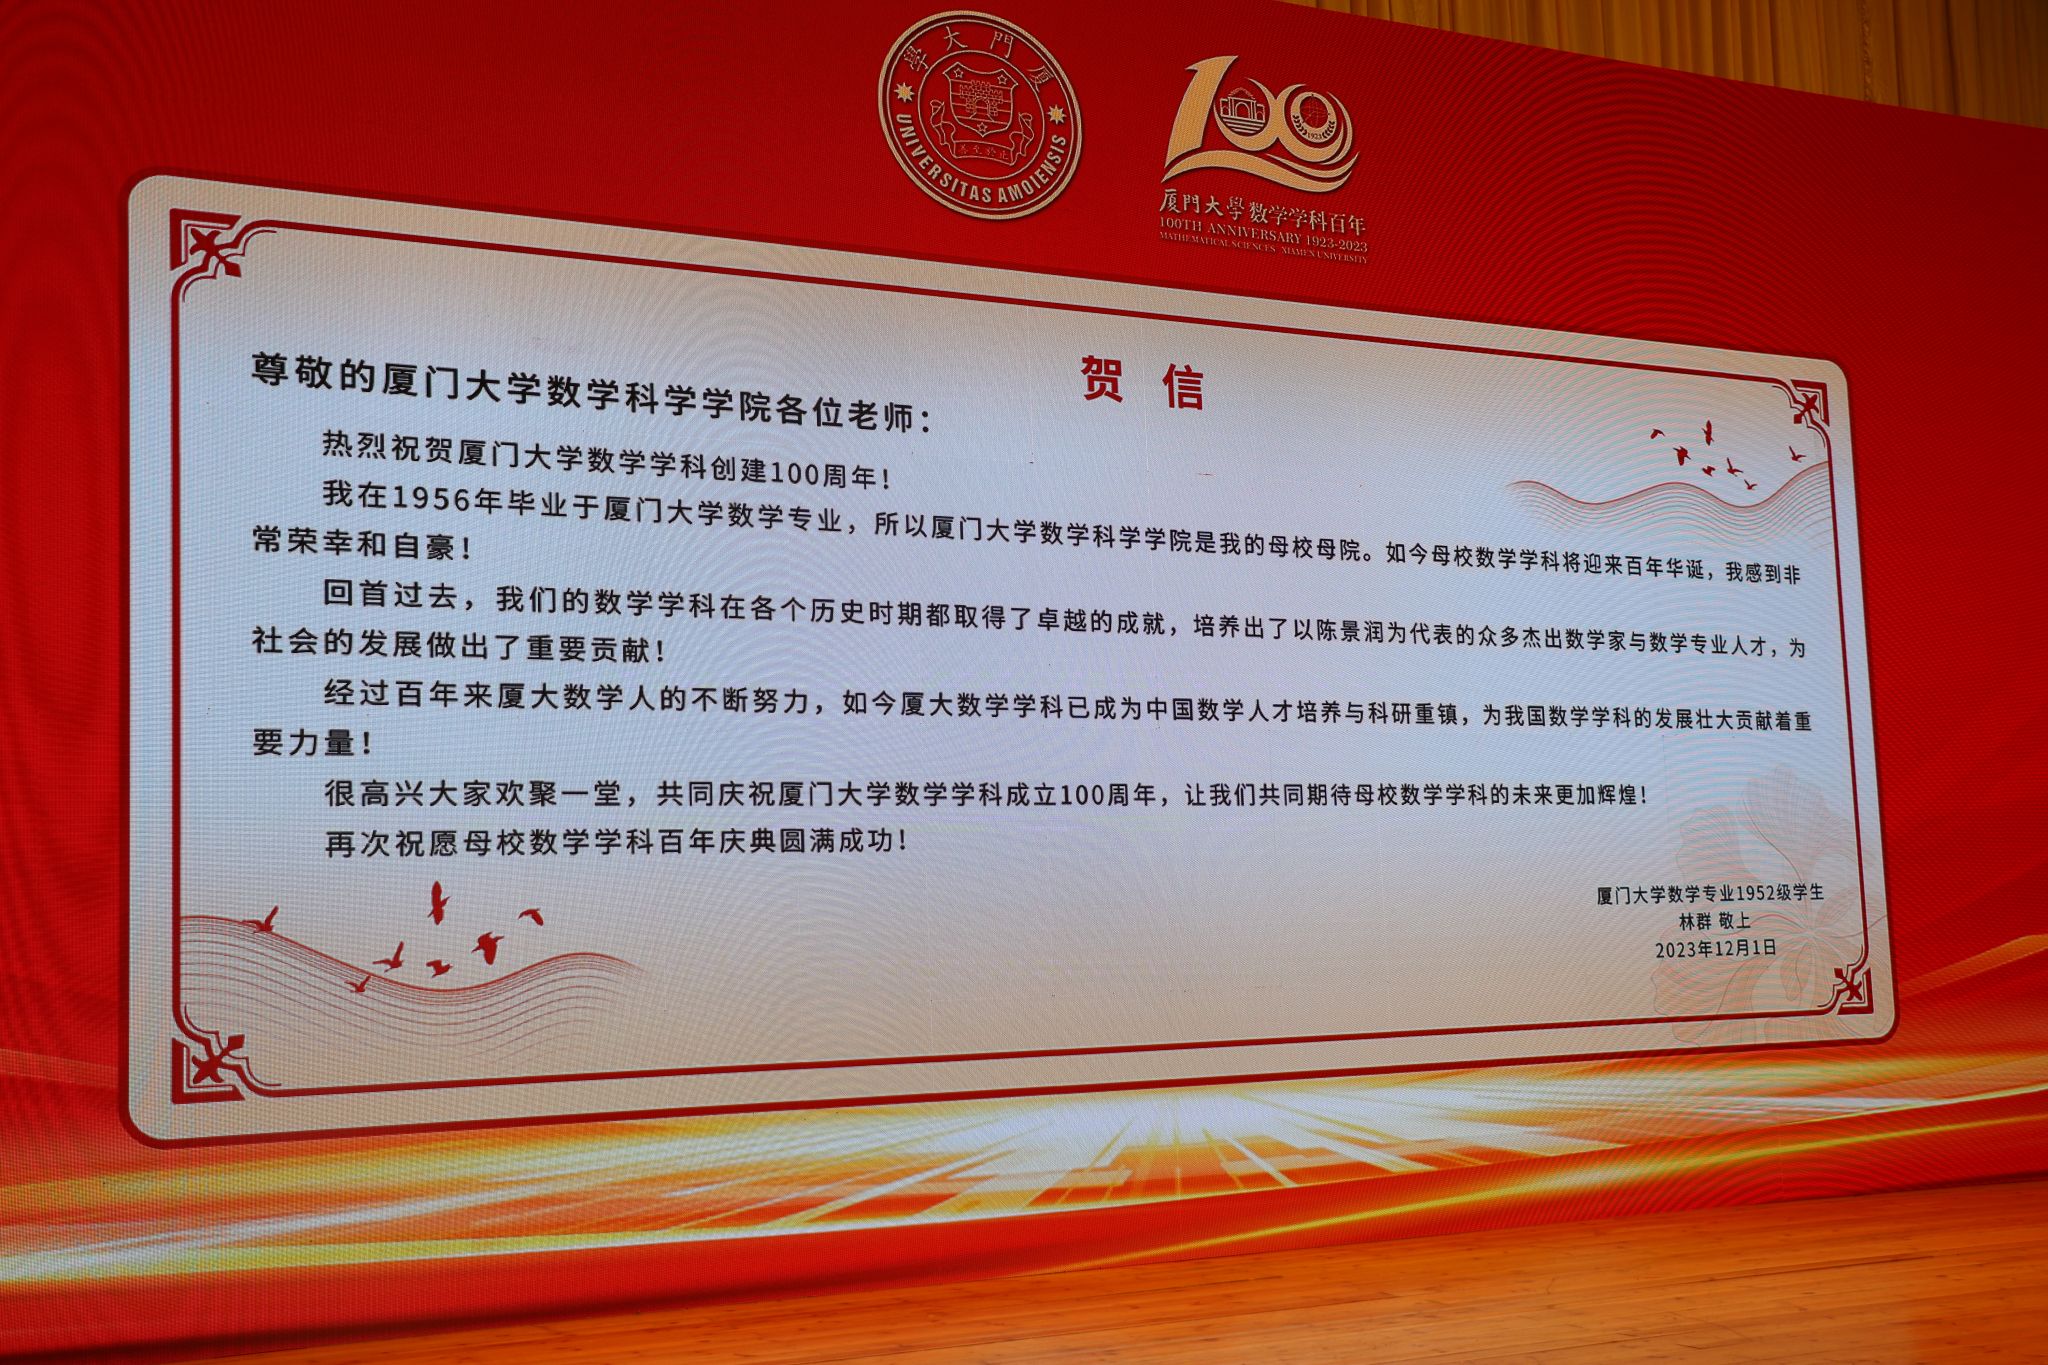 廈門大學
UNIVERSITAS AMOIENSIS
止於至善
100
1923
厦門大學数学学科百年
100TH ANNIVERSARY 1923-2023
MATHEMATICAL SCIENCES XIAMEN UNIVERSITY
贺 信
尊敬的厦门大学数学科学学院各位老师：
热烈祝贺厦门大学数学学科创建100周年！
我在1956年毕业于厦门大学数学专业，所以厦门大学数学科学学院是我的母校母院。如今母校数学学科将迎来百年华诞，我感到非
常荣幸和自豪！
回首过去，我们的数学学科在各个历史时期都取得了卓越的成就，培养出了以陈景润为代表的众多杰出数学家与数学专业人才，为
社会的发展做出了重要贡献！
经过百年来厦大数学人的不断努力，如今厦大数学学科已成为中国数学人才培养与科研重镇，为我国数学学科的发展壮大贡献着重
要力量！
很高兴大家欢聚一堂，共同庆祝厦门大学数学学科成立100周年，让我们共同期待母校数学学科的未来更加辉煌！
再次祝愿母校数学学科百年庆典圆满成功！
厦门大学数学专业1952级学生
林群 敬上
2023年12月1日